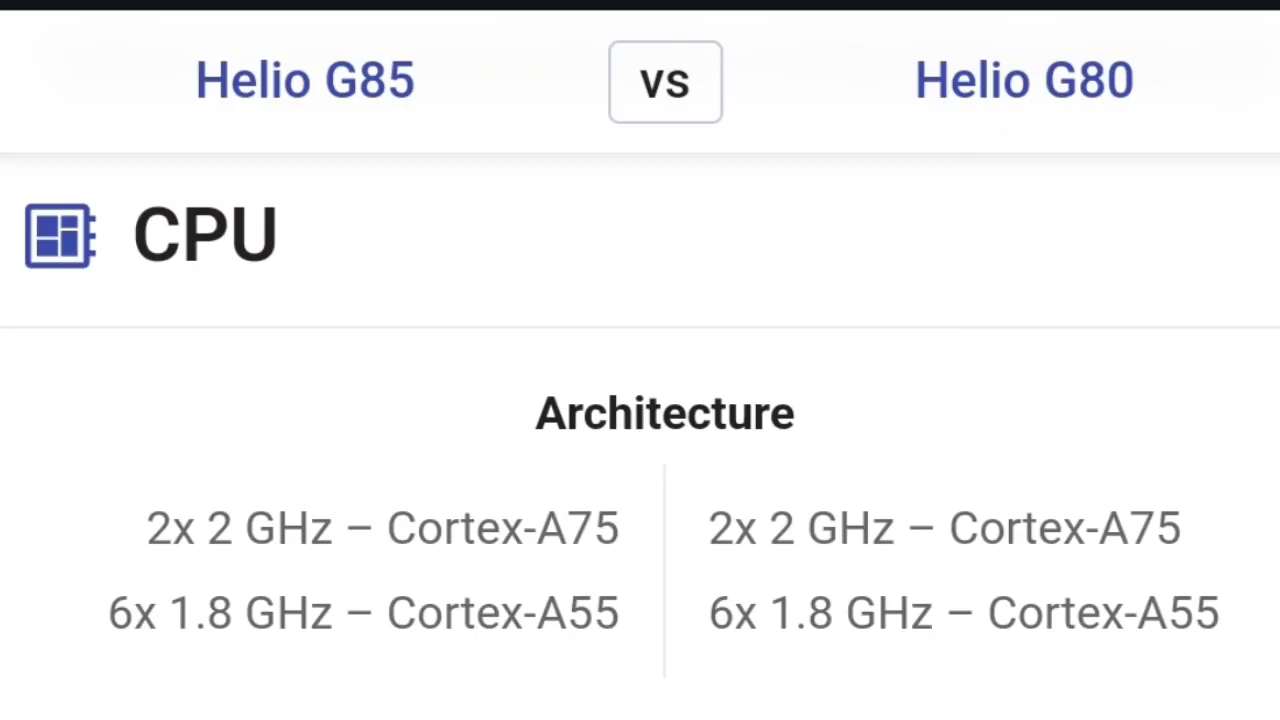 Helio G85 VS Helio G80
CPU
Architecture
2x 2 GHz – Cortex-A75 2x 2 GHz – Cortex-A75
6x 1.8 GHz – Cortex-A55 6x 1.8 GHz – Cortex-A55